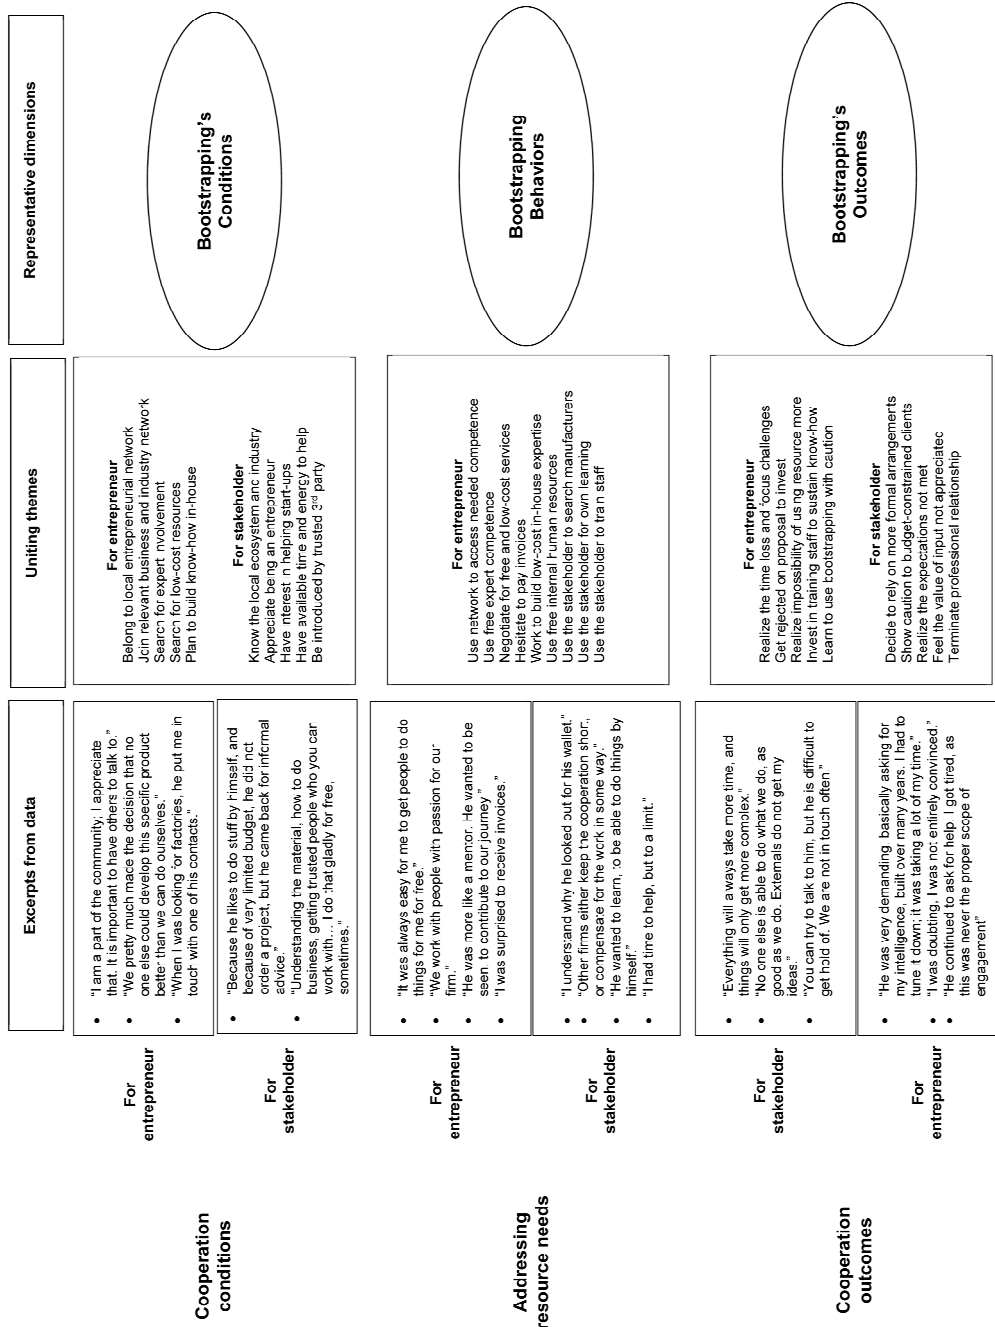 Excerpts from data
Uniting themes
Representative dimensions
Cooperation
conditions
For
entrepreneur
• "I am a part of the community, I appreciate
that. It is important to have others to talk to."
• "We pretty much made the decision that no
one else could develop this specific product
better than we can do ourselves."
• "When I was looking for factories, he put me in
touch with one of his contacts."
For
stakeholder
• "Because he likes to do stuff by himself, and
because of very limited budget, he did not
order a project, but he came back for informal
advice."
• "Understanding the material, how to do
business, getting trusted people who you can
work with… I do that gladly for free,
sometimes."
For entrepreneur
Belong to local entrepreneurial network
Join relevant business and industry network
Search for expert involvement
Search for low-cost resources
Plan to build know-how in-house
For stakeholder
Know the local ecosystem and industry
Appreciate being an entrepreneur
Have interest in helping start-ups
Have available time and energy to help
Be introduced by trusted 3rd party
Bootstrapping's
Conditions
Addressing
resource needs
For
entrepreneur
• "It was always easy for me to get people to do
things for me for free."
• "We work with people with passion for our
firm."
• "He was more like a mentor. He wanted to be
seen, to contribute to our journey"
• "I was surprised to receive invoices."
For
stakeholder
• "I understand why he looked out for his wallet."
• "Other firms either keep the cooperation short,
or compensate for the work in some way."
• "He wanted to learn, to be able to do things by
himself."
• "I had time to help, but to a limit."
For entrepreneur
Use network to access needed competence
Use free expert competence
Negotiate for free and low-cost services
Hesitate to pay invoices
Work to build low-cost in-house expertise
Use free internal human resources
Use the stakeholder to search manufacturers
Use the stakeholder for own learning
Use the stakeholder to train staff
Bootstrapping
Behaviors
Cooperation
outcomes
For
stakeholder
• "Everything will always take more time, and
things will only get more complex."
• "No one else is able to do what we do, as
good as we do. Externals do not get my
ideas."
• "You can try to talk to him, but he is difficult to
get hold of. We are not in touch often"
For
entrepreneur
• "He was very demanding, basically asking for
my intelligence, built over many years. I had to
tune it down; it was taking a lot of my time."
• "I was doubting, I was not entirely convinced."
• "He continued to ask for help. I got tired, as
this was never the proper scope of
engagement"
For entrepreneur
Realize the time loss and focus challenges
Get rejected on proposal to invest
Realize impossibility of using resource more
Invest in training staff to sustain know-how
Learn to use bootstrapping with caution
For stakeholder
Decide to rely on more formal arrangements
Show caution to budget-constrained clients
Realize the expectations not met
Feel the value of input not appreciated
Terminate professional relationship
Bootstrapping's
Outcomes